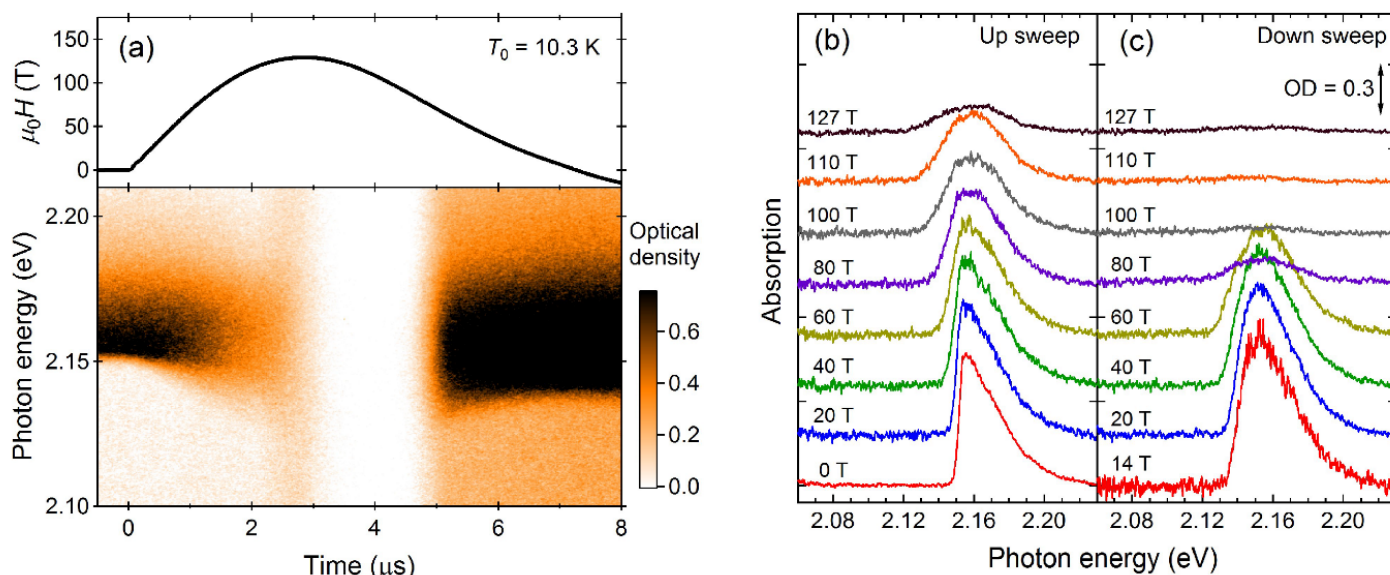 (a)
T0 = 10.3 K
μ0H (T)
150
100
50
0
Photon energy (eV)
2.20
2.15
2.10
Optical
density
0.6
0.4
0.2
0.0
0 2 4 6 8
Time (μs)
(b) Up sweep
Absorption
127 T
110 T
100 T
80 T
60 T
40 T
20 T
0 T
2.08 2.12 2.16 2.20
(c) Down sweep
OD = 0.3
127 T
110 T
100 T
80 T
60 T
40 T
20 T
14 T
2.08 2.12 2.16 2.20
Photon energy (eV)